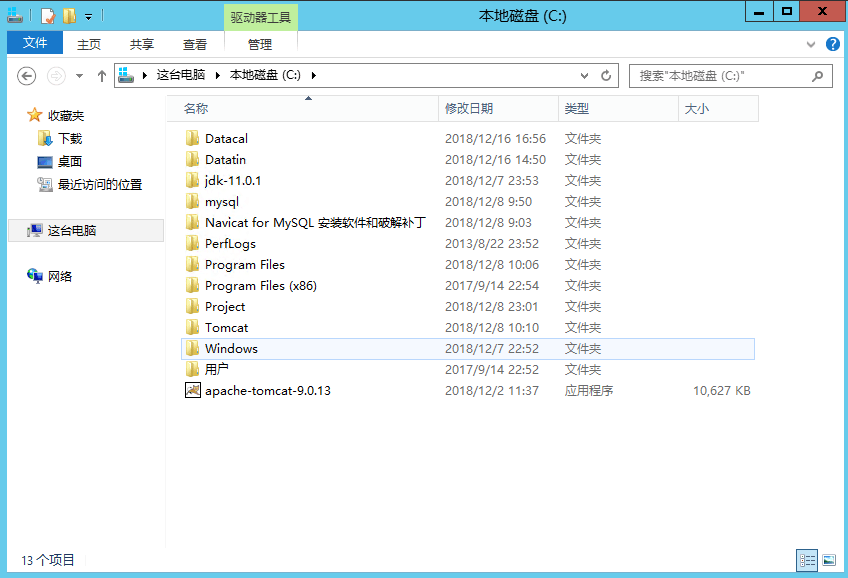 驱动器工具
本地磁盘 (C:)
文件 主页 共享 查看 管理
这台电脑 本地磁盘 (C:) 搜索"本地磁盘 (C:)"
名称 修改日期 类型 大小
收藏夹
下载
桌面
最近访问的位置
这台电脑
网络
Datacal 2018/12/16 16:56 文件夹
Datatin 2018/12/16 14:50 文件夹
jdk-11.0.1 2018/12/7 23:53 文件夹
mysql 2018/12/8 9:50 文件夹
Navicat for MySQL 安装软件和破解补丁 2018/12/8 9:03 文件夹
PerfLogs 2013/8/22 23:52 文件夹
Program Files 2018/12/8 10:06 文件夹
Program Files (x86) 2017/9/14 22:54 文件夹
Project 2018/12/8 23:01 文件夹
Tomcat 2018/12/8 10:10 文件夹
Windows 2018/12/7 22:52 文件夹
用户 2017/9/14 22:52 文件夹
apache-tomcat-9.0.13 2018/12/2 11:37 应用程序 10,627 KB
13 个项目